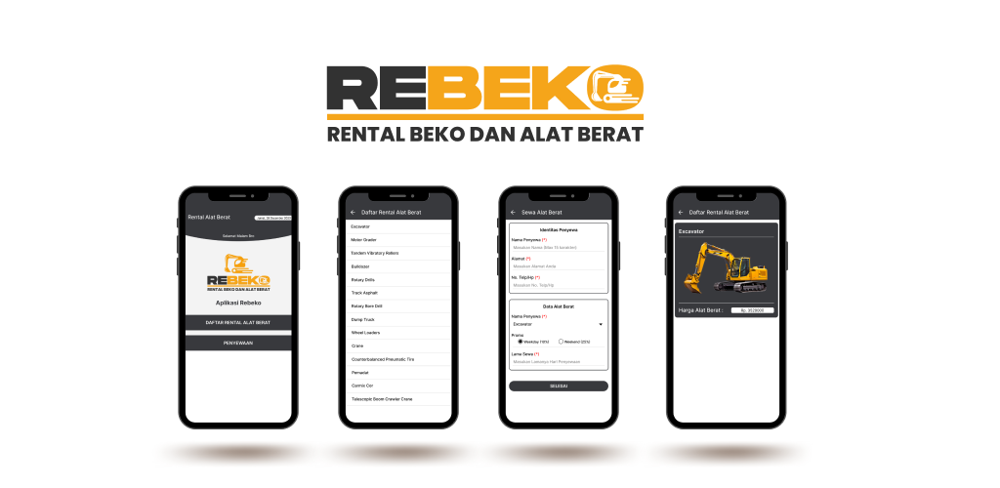 REBEKO
RENTAL BEKO DAN ALAT BERAT
Rental Alat Berat
Selamat Malam Bro
REBEKO
RENTAL BEKO DAN ALAT BERAT
Aplikasi Rebeko
DAFTAR RENTAL ALAT BERAT
PENYEWAAN
Daftar Rental Alat Berat
Excavator
Motor Grader
Tandem Vibratory Rollers
Bulldozer
Rotary Drills
Track Asphalt
Rotary Bore Drill
Dump Truck
Wheel Loaders
Crane
Counterbalanced Pneumatic Tire
Pemadat
Germix Cor
Telescopic Boom Crawler Crane
Sewa Alat Berat
Identitas Penyewa
Nama Penyewa (*)
Masukan Nama (Max 15 karakter)
Alamat (*)
Masukan Alamat Anda
No. Telp/Hp (*)
Masukan No. Telp/Hp
Data Alat Berat
Nama Penyewa (*)
Excavator
Promo
Weekday (10%) Weekend (25%)
Lama Sewa (*)
Masukan Lamanya Hari Penyewaan
SELESAI
Daftar Rental Alat Berat
Excavator
Harga Alat Berat :